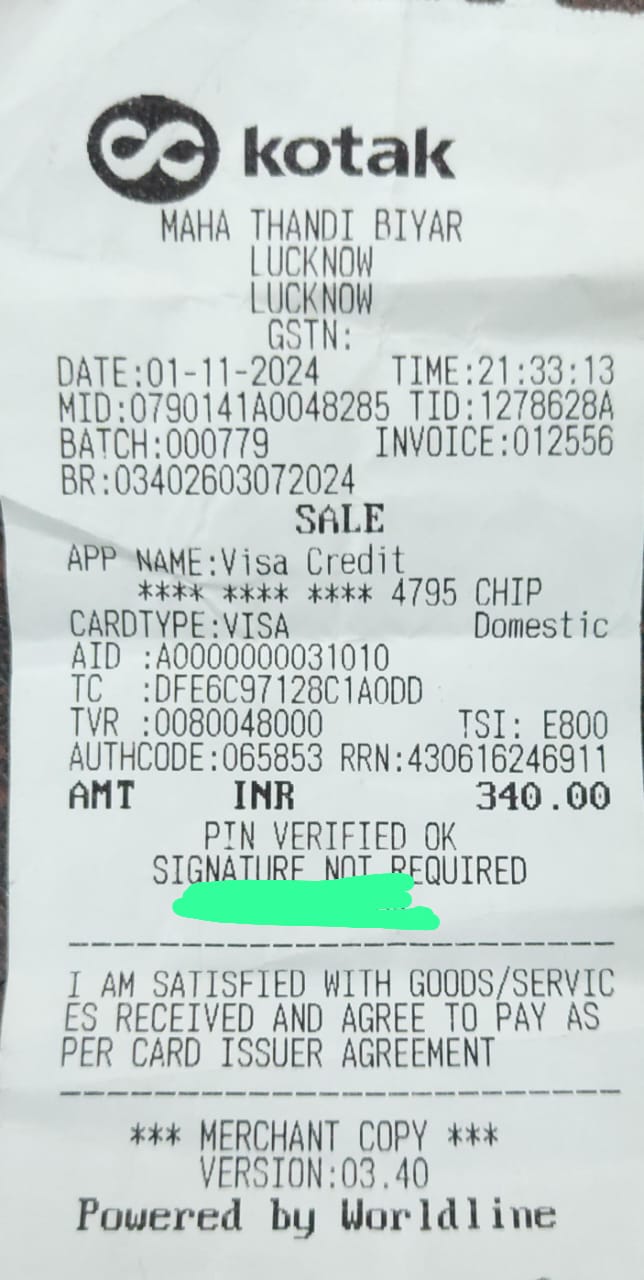 kotak
MAHA THANDI BIYAR
LUCKNOW
LUCKNOW
GSTN:
DATE:01-11-2024 TIME:21:33:13
MID:0790141A0048285 TID:1278628A
BATCH:000779 INVOICE:012556
BR:03402603072024
SALE
APP NAME:Visa Credit
**** **** **** 4795 CHIP
CARDTYPE:VISA Domestic
AID :A0000000031010
TC :DFE6C97128C1A0DD
TVR :0080048000 TSI: E800
AUTHCODE:065853 RRN:430616246911
AMT INR 340.00
PIN VERIFIED OK
SIGNATURE NOT REQUIRED
I AM SATISFIED WITH GOODS/SERVIC
ES RECEIVED AND AGREE TO PAY AS
PER CARD ISSUER AGREEMENT
*** MERCHANT COPY ***
VERSION:03.40
Powered by Worldline